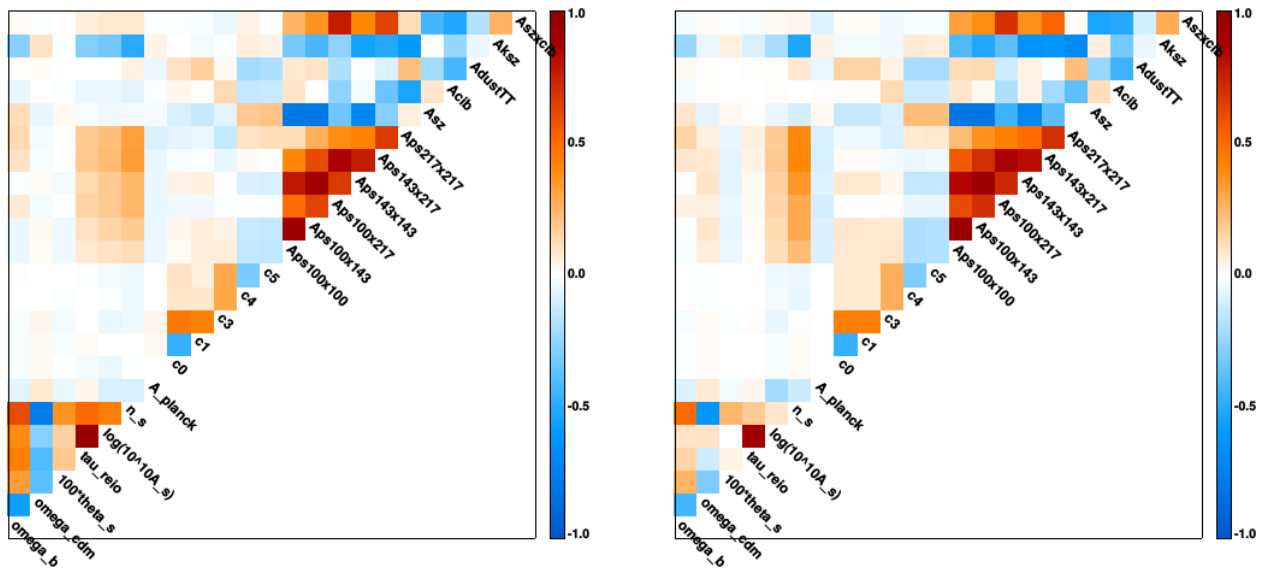 1.0
0.5
0.0
-0.5
-1.0
Aszxcib
Aksz
AdustTT
Acib
Asz
Aps217x217
Aps143x217
Aps143x143
Aps100x217
Aps100x143
Aps100x100
c5
c4
c3
c1
c0
A_planck
n_s
log(10^10A_s)
tau_reio
100*theta_s
omega_cdm
omega_b
1.0
0.5
0.0
-0.5
-1.0
Aszxcib
Aksz
AdustTT
Acib
Asz
Aps217x217
Aps143x217
Aps143x143
Aps100x217
Aps100x143
Aps100x100
c5
c4
c3
c1
c0
A_planck
n_s
log(10^10A_s)
tau_reio
100*theta_s
omega_cdm
omega_b